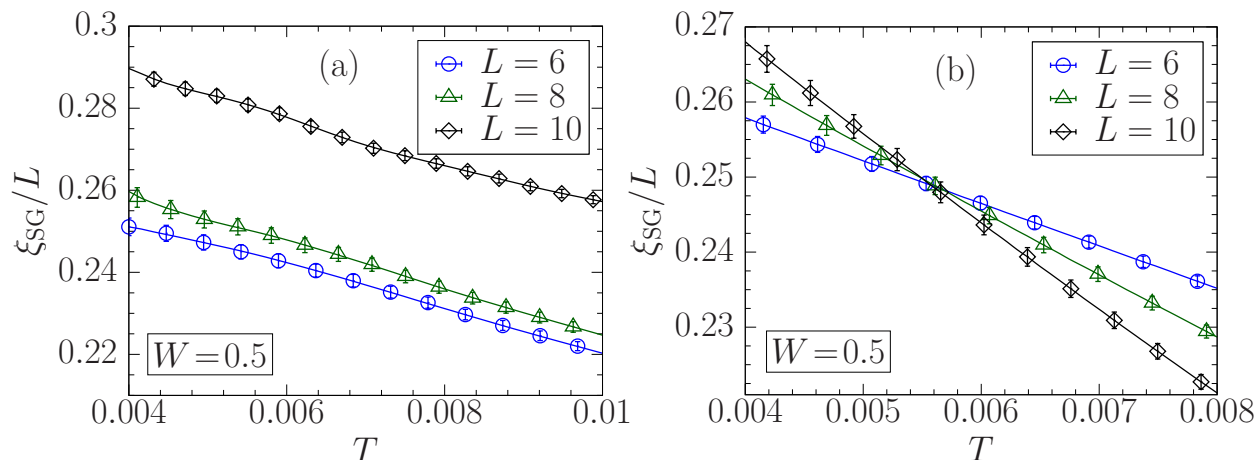 0.3
0.28
0.26
0.24
0.22
ξSG/L
(a)
L = 6
L = 8
L = 10
W = 0.5
0.004
0.006
0.008
0.01
T
0.27
0.26
0.25
0.24
0.23
ξSG/L
(b)
L = 6
L = 8
L = 10
W = 0.5
0.004
0.005
0.006
0.007
0.008
T